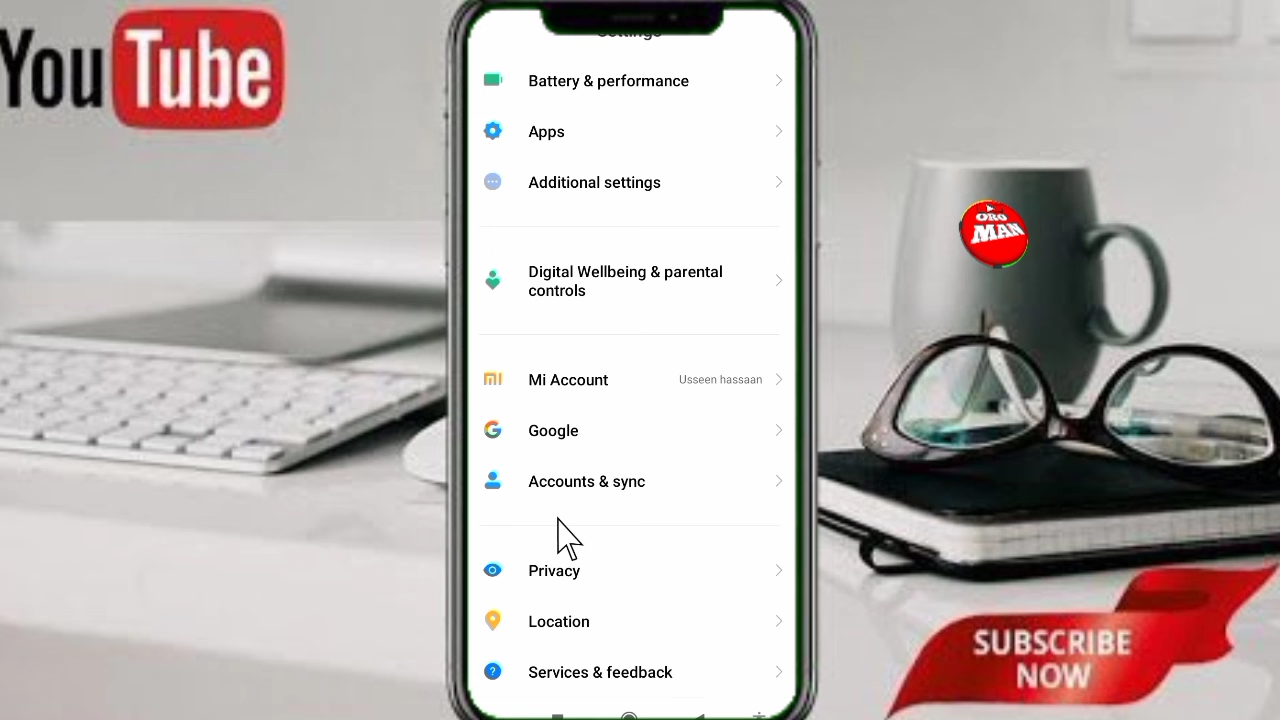 YouTube
Settings
Battery & performance
Apps
Additional settings
Digital Wellbeing & parental
controls
Mi Account
Usseen hassaan
Google
Accounts & sync
Privacy
Location
Services & feedback
ORO
MAN
SUBSCRIBE
NOW